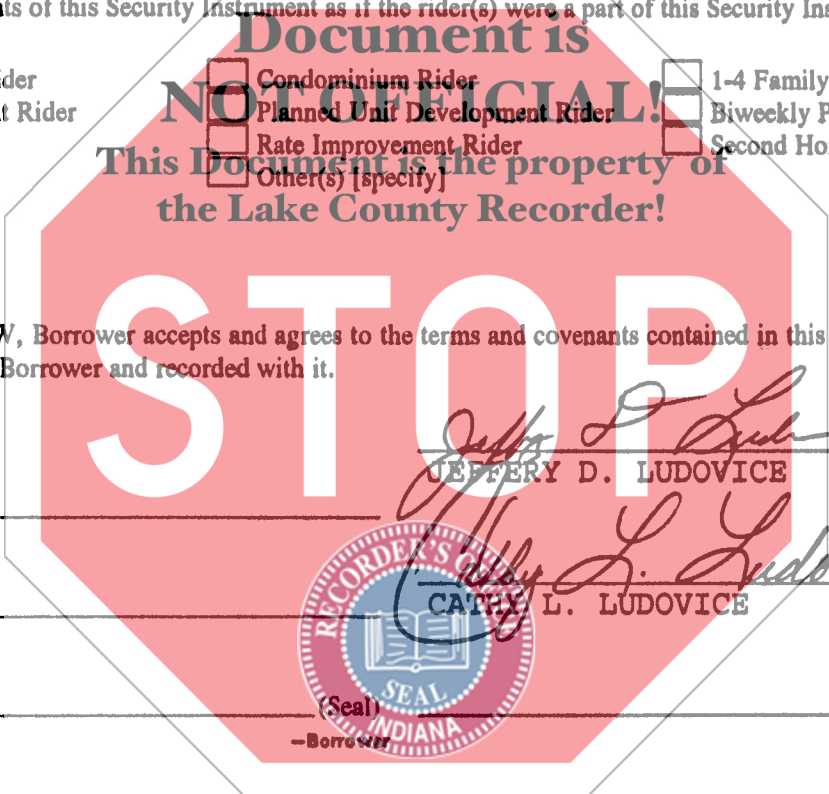 ts of this Security Instrument as if the rider(s) were a part of this Security Ins
Document is
ider Condominium Rider 1-4 Family
NOT OFFICIAL!
t Rider Planned Unit Development Rider Biweekly P
Rate Improvement Rider Second Ho
This Document is the property of
Other(s) [specify]
the Lake County Recorder!
STOP
, Borrower accepts and agrees to the terms and covenants contained in this
Borrower and recorded with it.
JEFFERY D. LUDOVICE
Cathy L. Ludo
CATHY L. LUDOVICE
RECORDER'S
SEAL
INDIANA
(Seal)
-Borrower